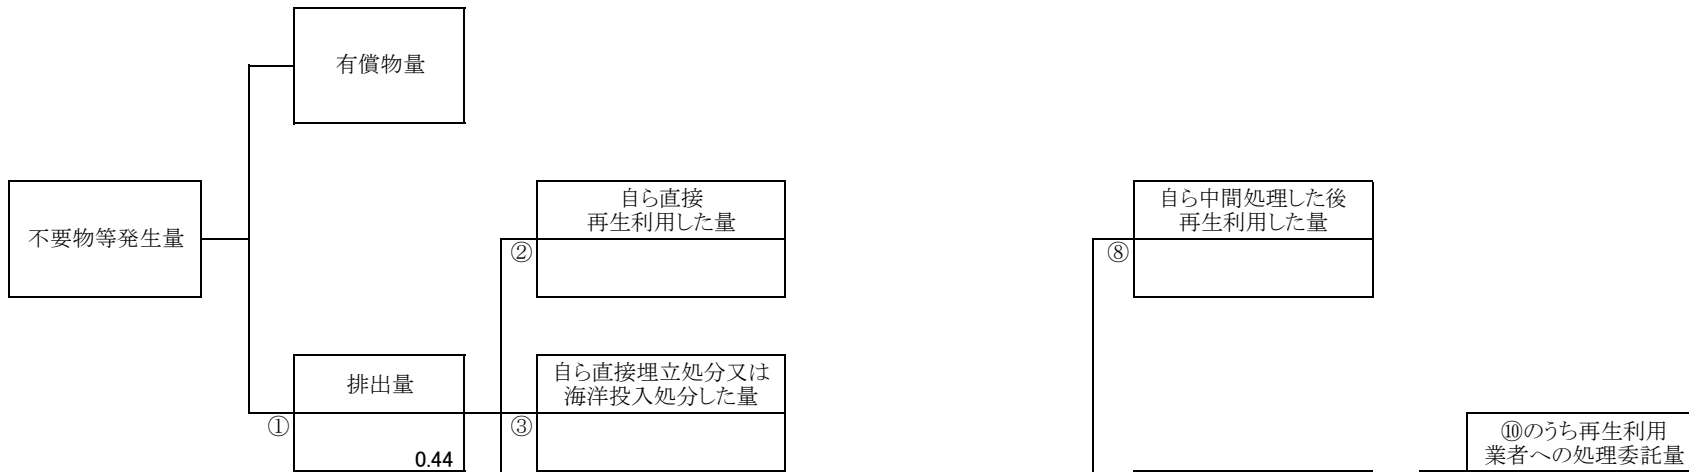 有償物量
不要物等発生量
自ら直接
再生利用した量
②
自ら中間処理した後
再生利用した量
⑧
排出量
①
0.44
自ら直接埋立処分又は
海洋投入処分した量
③
⑩のうち再生利用
業者への処理委託量